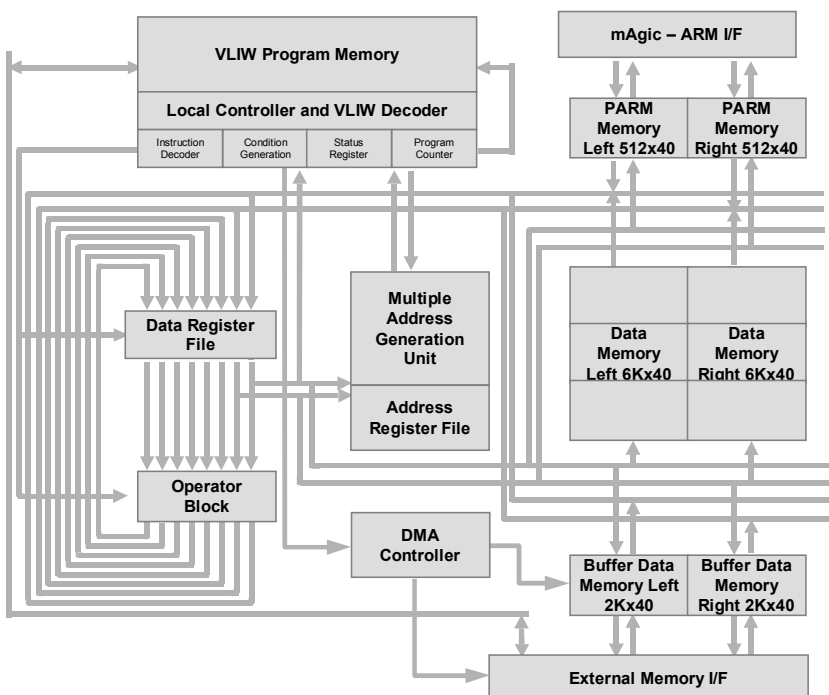 VLIW Program Memory
Local Controller and VLIW Decoder
Instruction
Decoder
Condition
Generation
Status
Register
Program
Counter
mAgic – ARM I/F
PARM
Memory
Left 512x40
PARM
Memory
Right 512x40
Data Register
File
Multiple
Address
Generation
Unit
Address
Register File
Data
Memory
Left 6Kx40
Data
Memory
Right 6Kx40
Operator
Block
DMA
Controller
Buffer Data
Memory Left
2Kx40
Buffer Data
Memory
Right 2Kx40
External Memory I/F